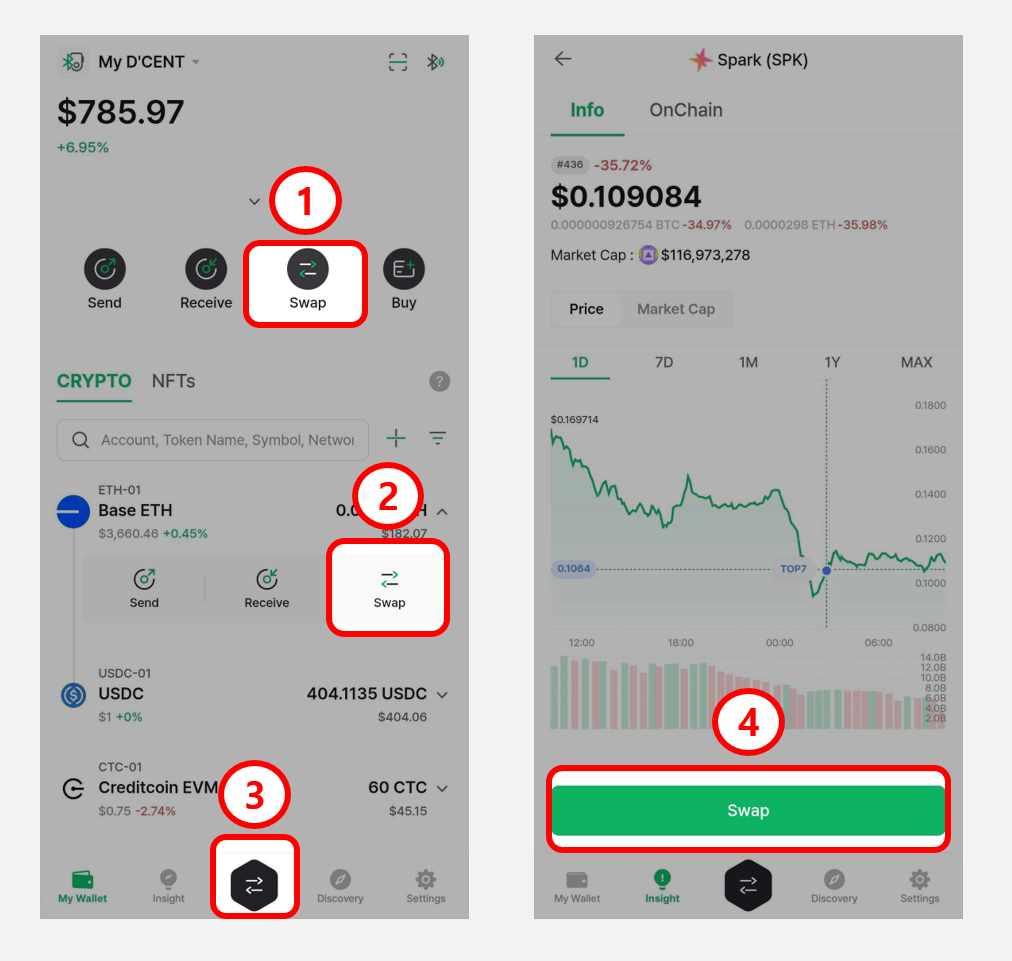 My D'CENT
$785.97
+6.95%
1
Send Receive Swap Buy
CRYPTO NFTs ?
Account, Token Name, Symbol, Networ
2
ETH-01
Base ETH 0.0 H
$3,660.46 +0.45% $182.07
Send Receive Swap
USDC-01
USDC 404.1135 USDC
$1 +0% $404.06
CTC-01
Creditcoin EVM 60 CTC
$0.75 -2.74% $45.15
3
My Wallet Insight Discovery Settings
Spark (SPK)
Info OnChain
#436 -35.72%
$0.109084
0.000000926754 BTC -34.97% 0.0000298 ETH -35.98%
Market Cap : $116,973,278
Price Market Cap
1D 7D 1M 1Y MAX
0.1800
$0.169714
0.1600
0.1400
0.1200
0.1064 TOP7
0.1000
0.0800
12:00 18:00 00:00 06:00
14.0B
12.0B
10.0B
8.0B
6.0B
4.0B
2.0B
4
Swap
My Wallet Insight Discovery Settings